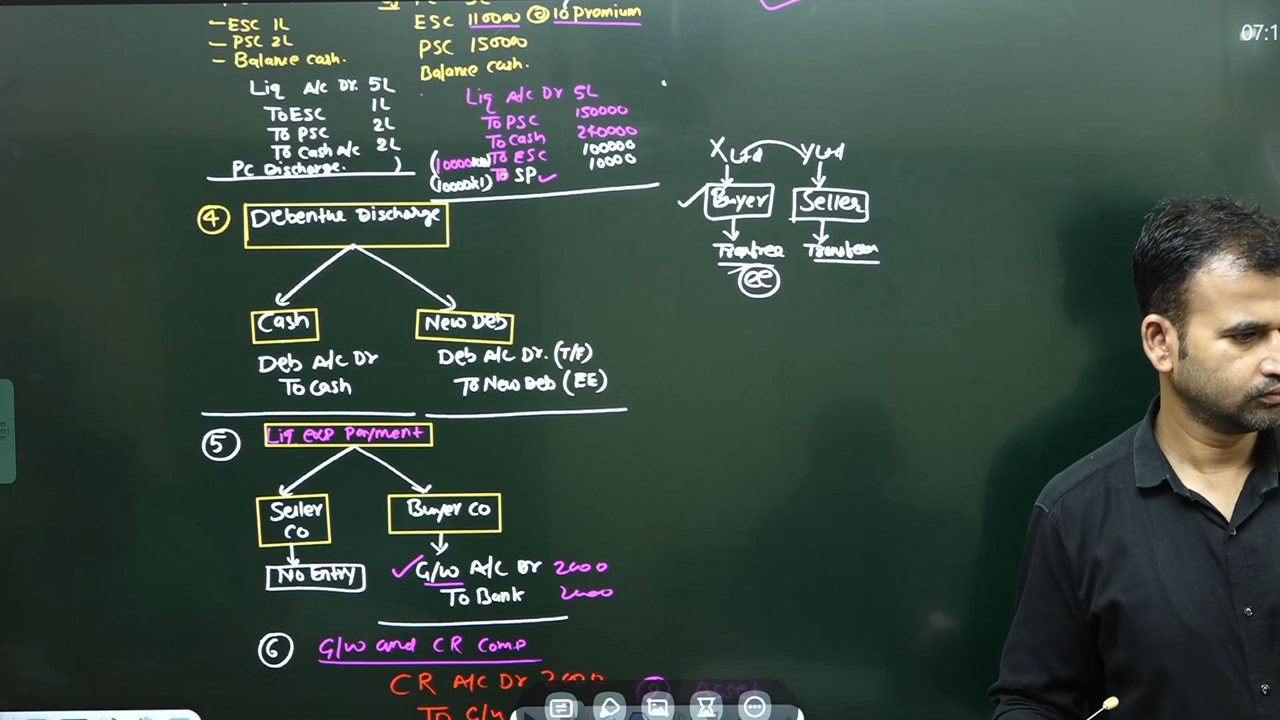 - ESC 1L
- PSC 2L
- Balance cash.
Liq A/c Dr. 5L
To ESC 1L
To PSC 2L
To Cash A/c 2L
PC Discharge. )
ESC 110000 @ 10 Premium
PSC 150000
Balance cash.
Liq A/c Dr 5L
To PSC 150000
To Cash 240000
To ESC 100000
To SP 10000
④ Debenture Discharge
Cash
Deb A/c Dr
To Cash
New Deb
Deb A/c Dr. (T/F)
To New Deb (EE)
⑤ Liq exp Payment
Seller
Co
No Entry
Buyer Co
G/W A/c Dr 2000
To Bank 2000
⑥ G/W and CR Comp
CR A/c Dr 2000
To G/W
X Ltd Y Ltd
Buyer Seller
EE
07:1